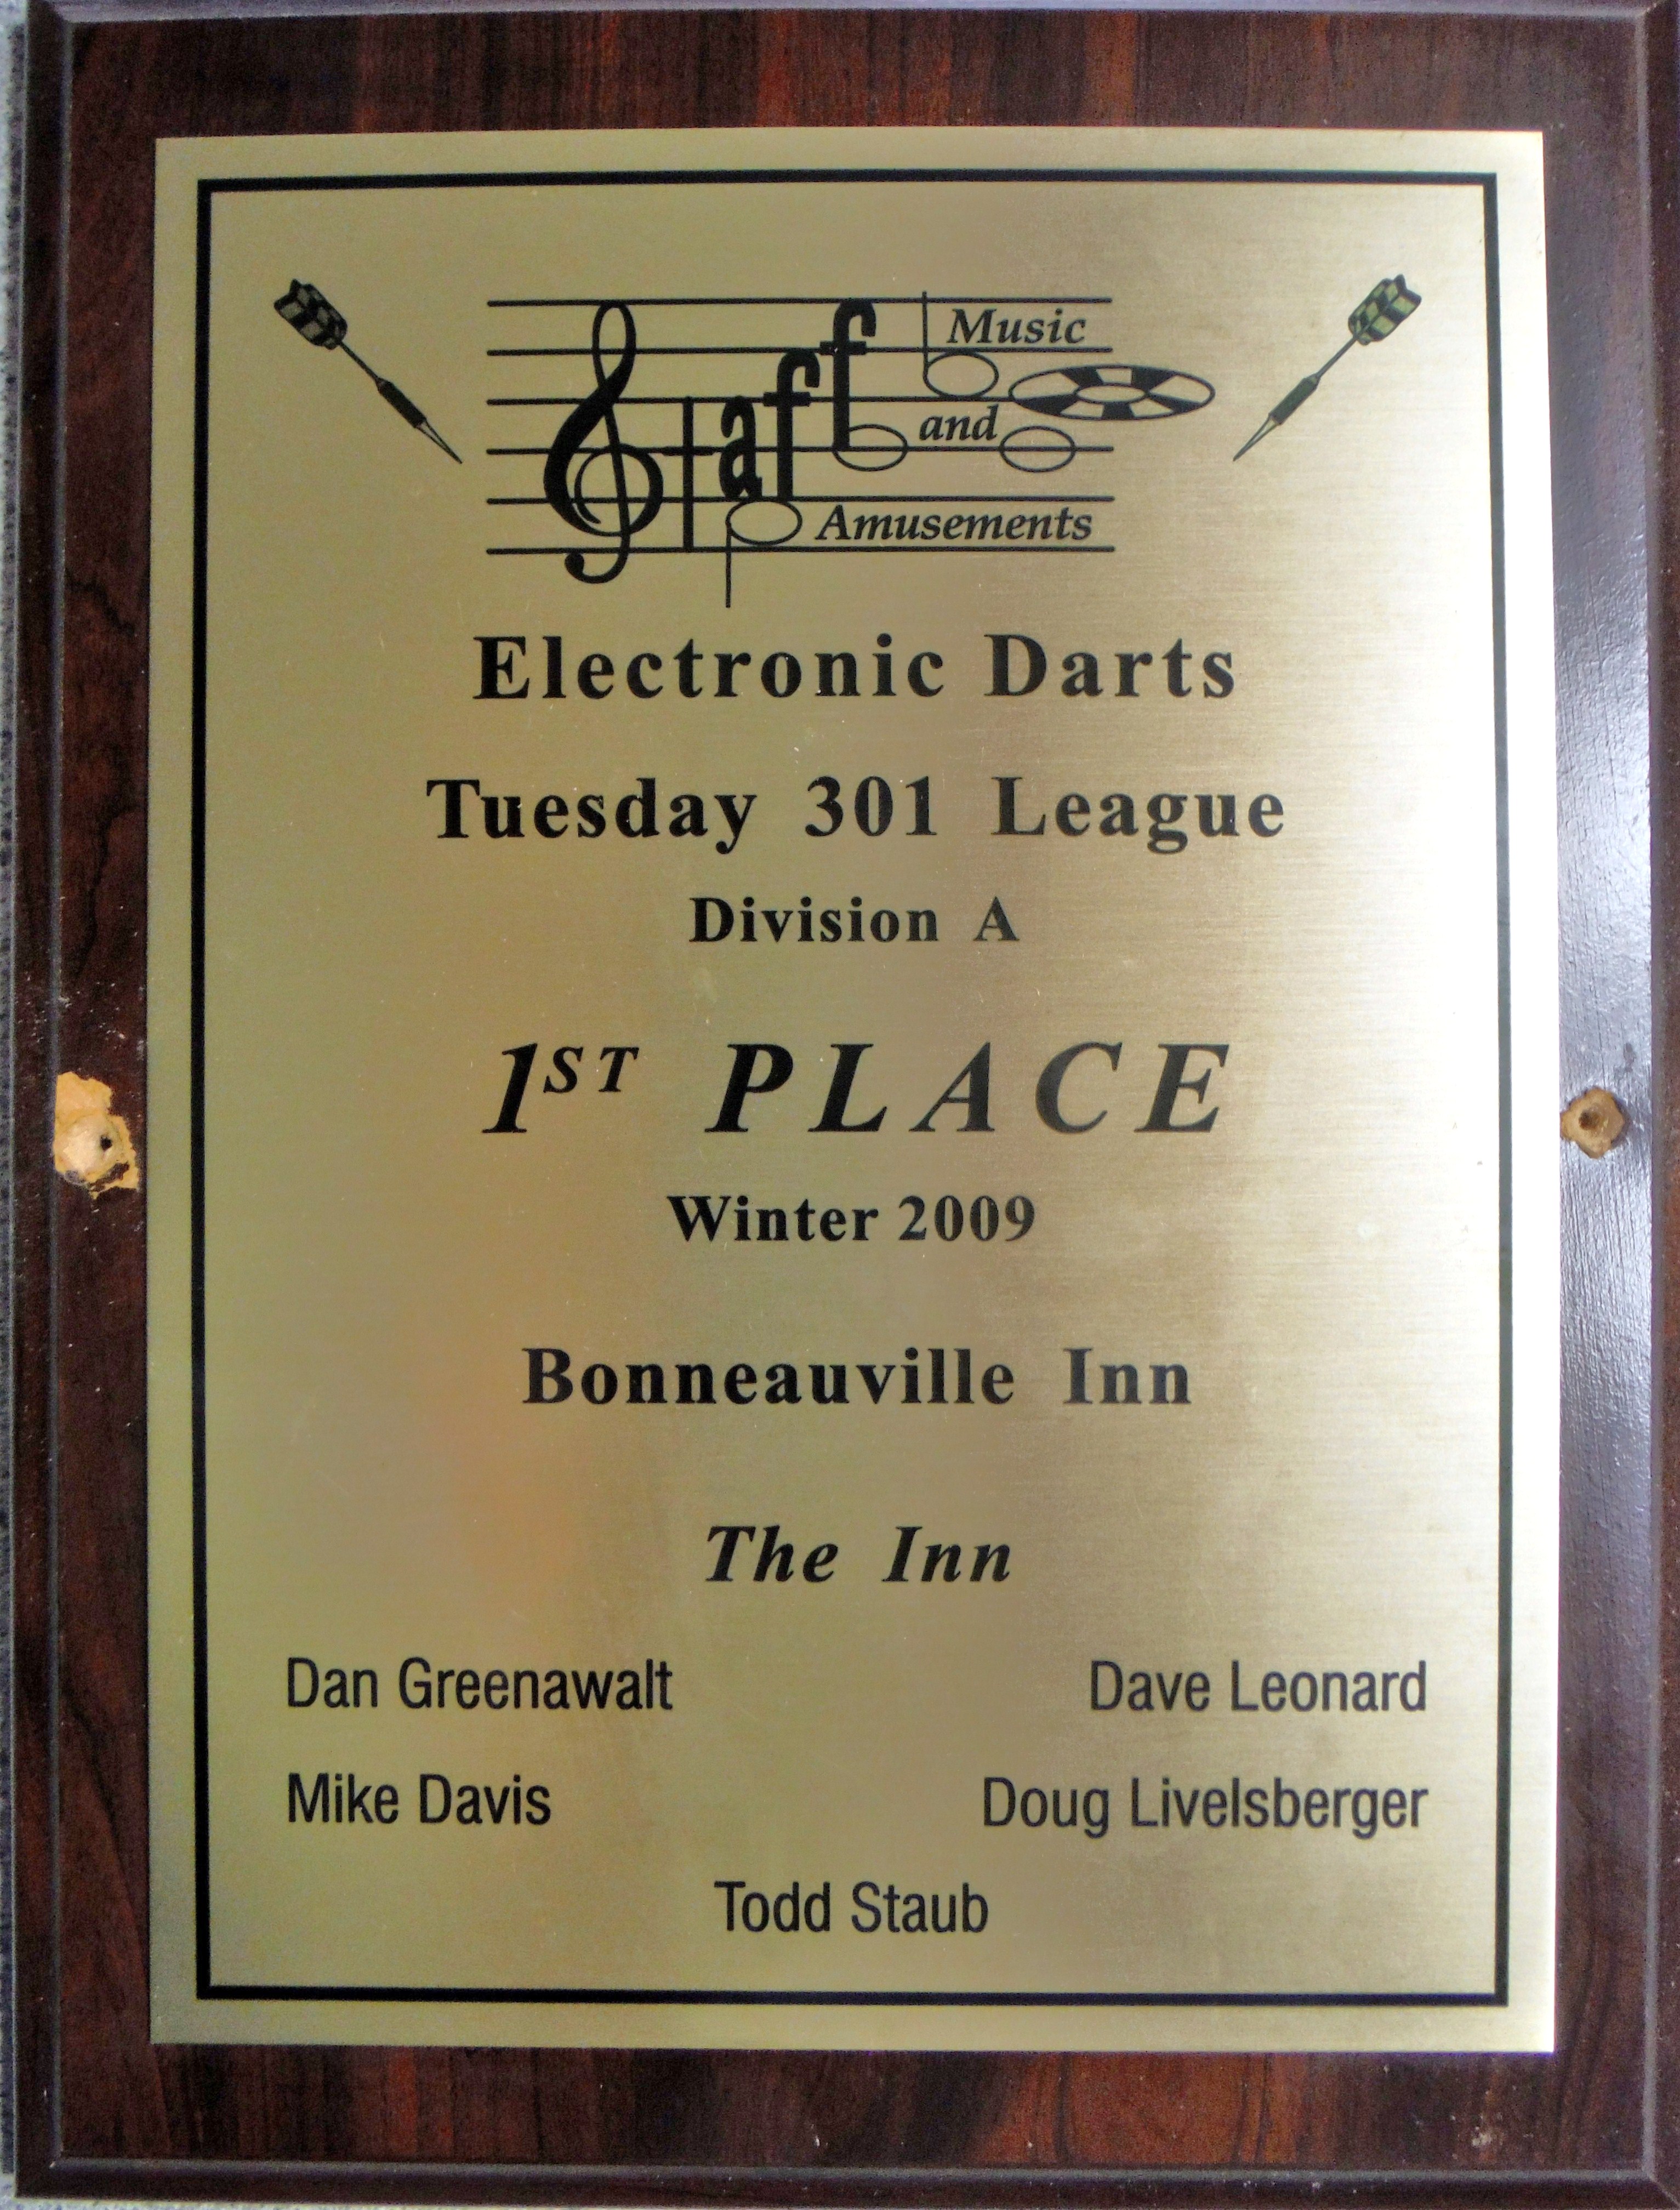 Staff Music
and
Amusements
Electronic Darts
Tuesday 301 League
Division A
1ST PLACE
Winter 2009
Bonneauville Inn
The Inn
Dan Greenawalt Dave Leonard
Mike Davis Doug Livelsberger
Todd Staub